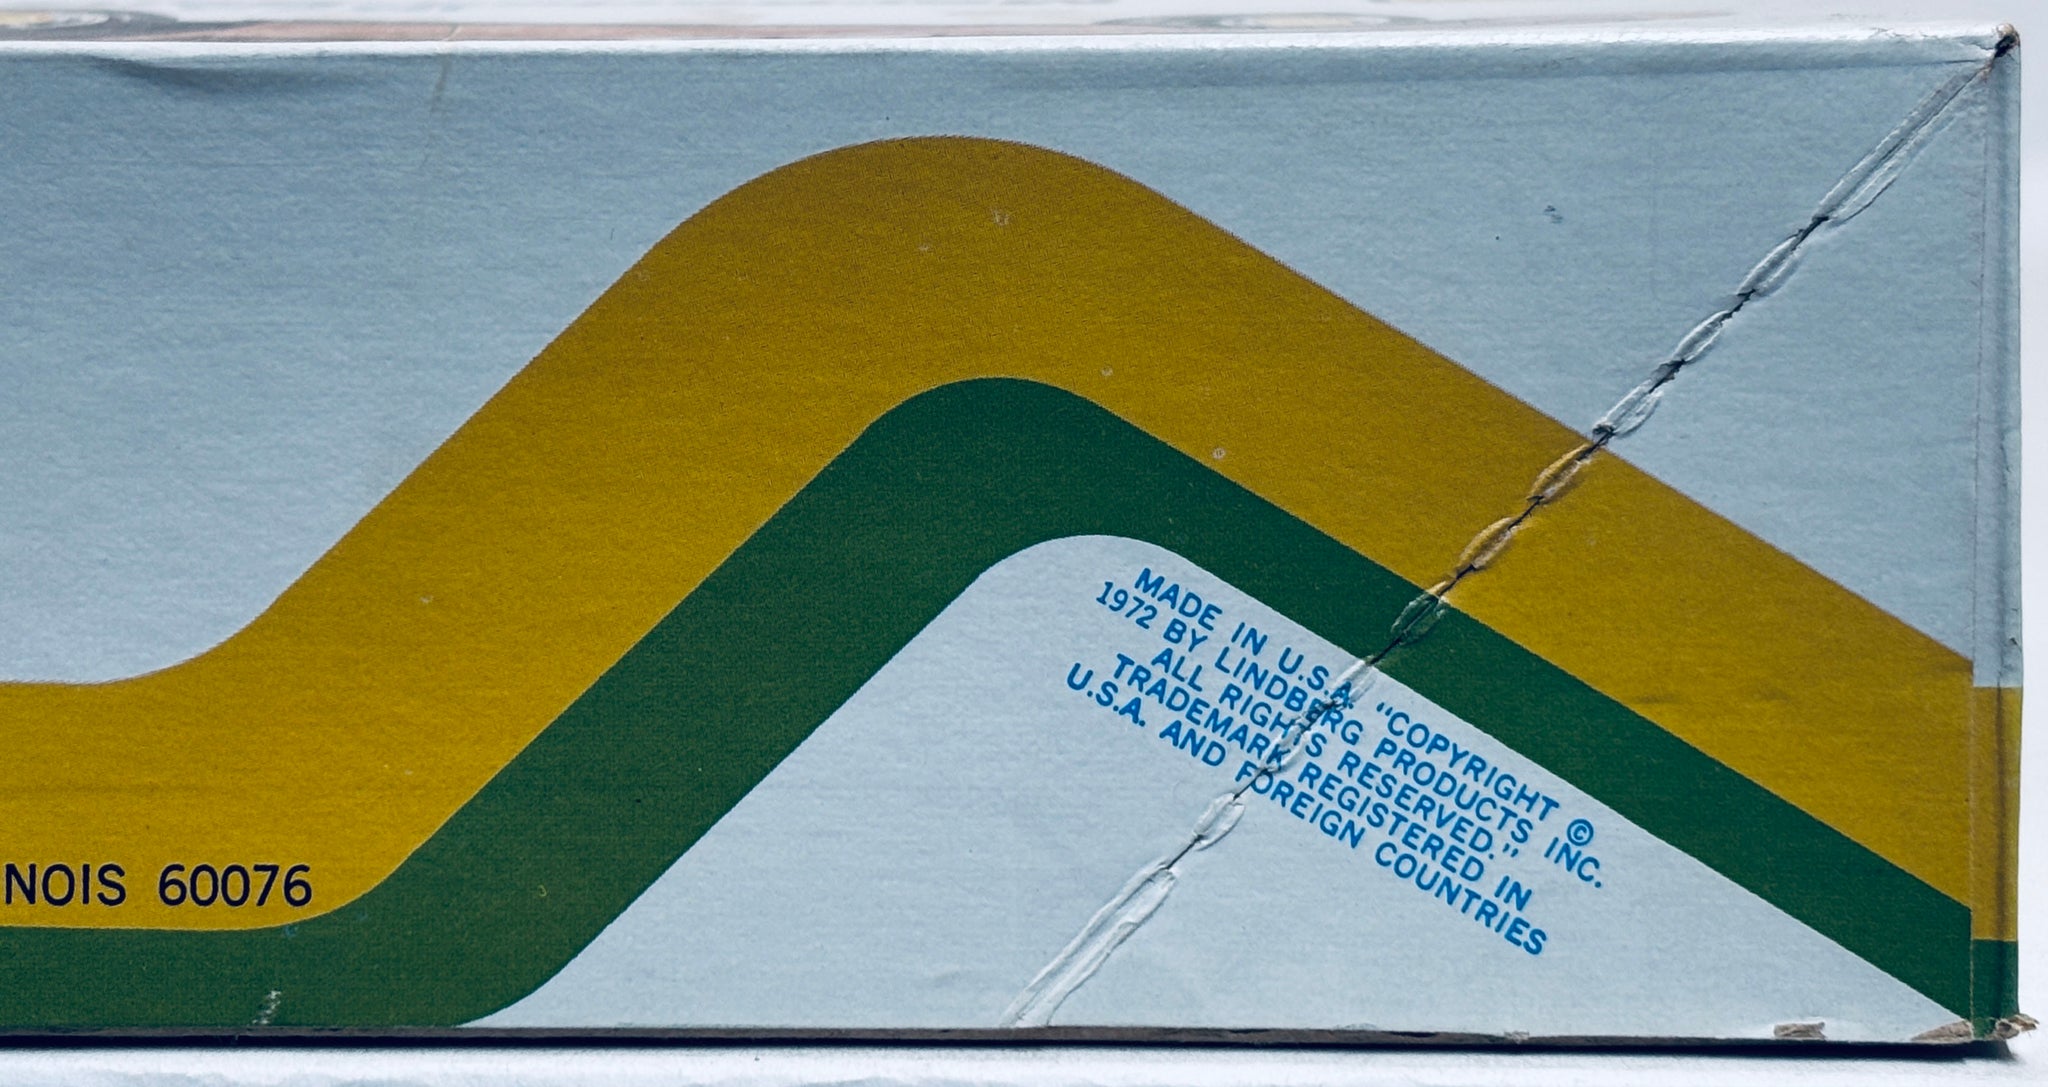 NOIS 60076
MADE IN U.S.A. “COPYRIGHT ©
1972 BY LINDBERG PRODUCTS INC.
ALL RIGHTS RESERVED.”
TRADEMARK REGISTERED IN
U.S.A. AND FOREIGN COUNTRIES